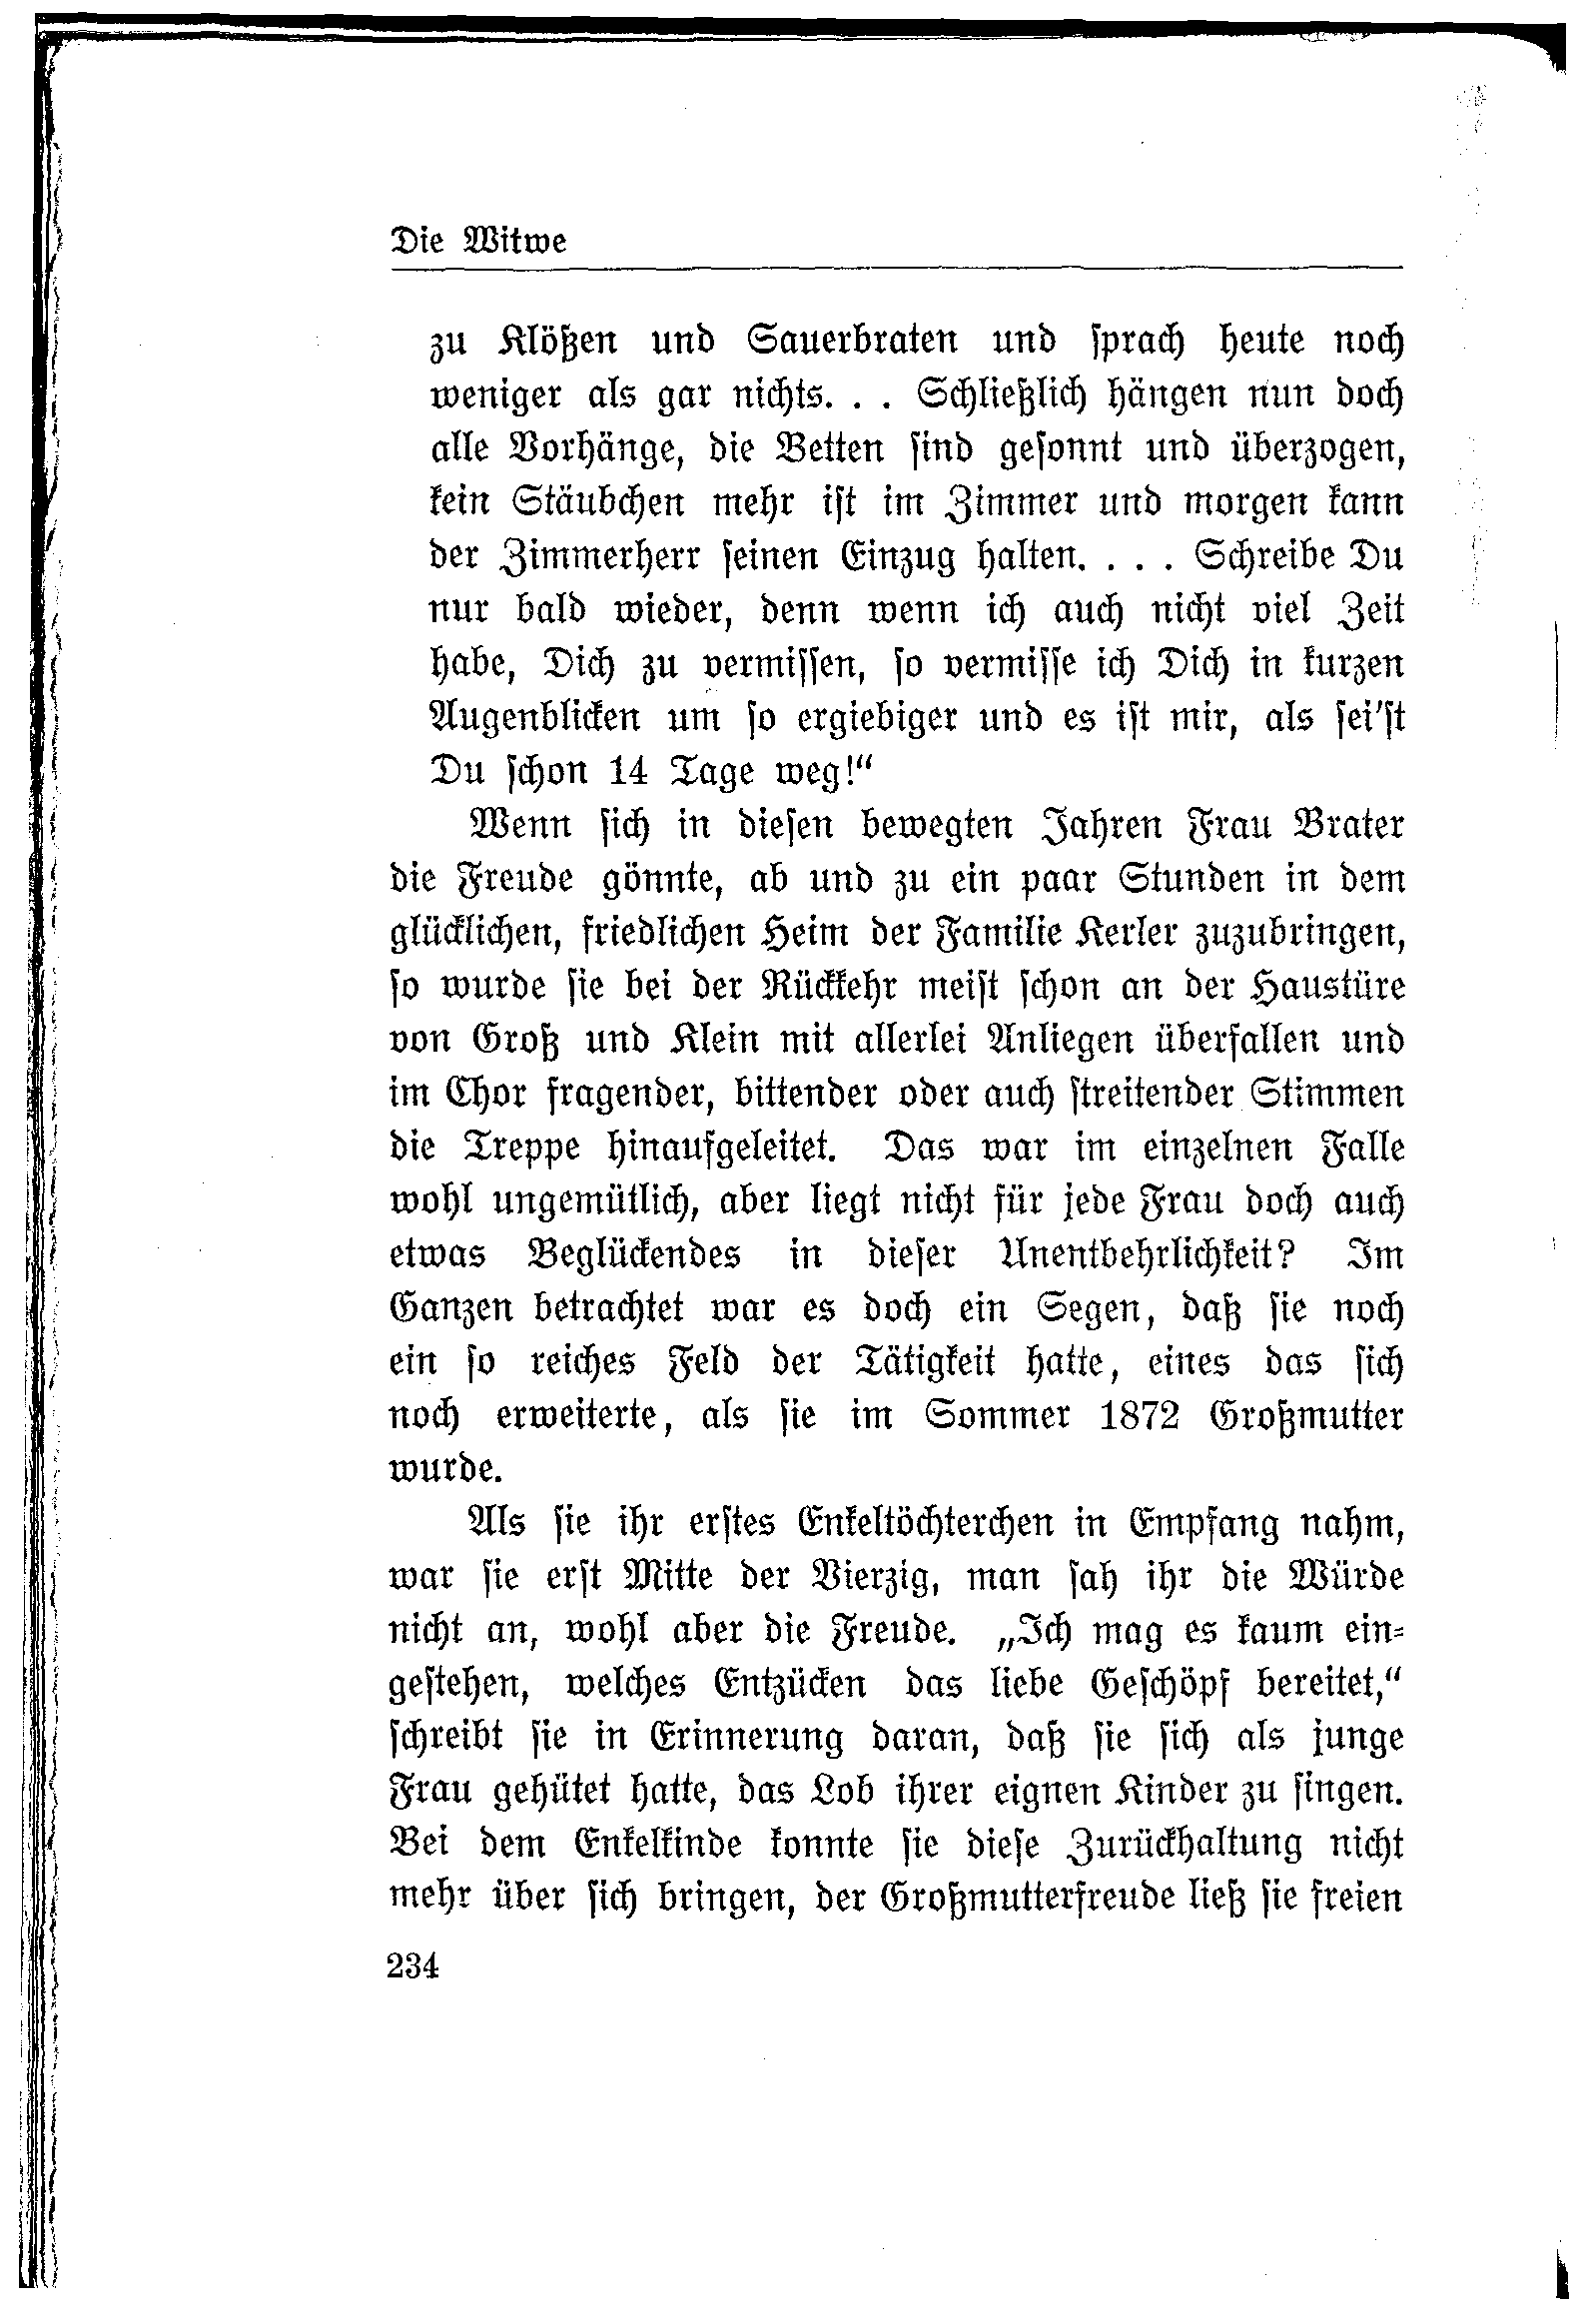 Die Witwe
zu Klößen und Sauerbraten und sprach heute noch
weniger als gar nichts. . . Schließlich hängen nun doch
alle Vorhänge, die Betten sind gesonnt und überzogen,
kein Stäubchen mehr ist im Zimmer und morgen kann
der Zimmerherr seinen Einzug halten. . . . Schreibe Du
nur bald wieder, denn wenn ich auch nicht viel Zeit
habe, Dich zu vermissen, so vermisse ich Dich in kurzen
Augenblicken um so ergiebiger und es ist mir, als sei'st
Du schon 14 Tage weg!“
Wenn sich in diesen bewegten Jahren Frau Brater
die Freude gönnte, ab und zu ein paar Stunden in dem
glücklichen, friedlichen Heim der Familie Kerler zuzubringen,
so wurde sie bei der Rückkehr meist schon an der Haustüre
von Groß und Klein mit allerlei Anliegen überfallen und
im Chor fragender, bittender oder auch streitender Stimmen
die Treppe hinaufgeleitet. Das war im einzelnen Falle
wohl ungemütlich, aber liegt nicht für jede Frau doch auch
etwas Beglückendes in dieser Unentbehrlichkeit? Im
Ganzen betrachtet war es doch ein Segen, daß sie noch
ein so reiches Feld der Tätigkeit hatte, eines das sich
noch erweiterte, als sie im Sommer 1872 Großmutter
wurde.
Als sie ihr erstes Enkeltöchterchen in Empfang nahm,
war sie erst Mitte der Vierzig, man sah ihr die Würde
nicht an, wohl aber die Freude. „Ich mag es kaum ein-
gestehen, welches Entzücken das liebe Geschöpf bereitet,“
schreibt sie in Erinnerung daran, daß sie sich als junge
Frau gehütet hatte, das Lob ihrer eignen Kinder zu singen.
Bei dem Enkelkinde konnte sie diese Zurückhaltung nicht
mehr über sich bringen, der Großmutterfreude ließ sie freien
234